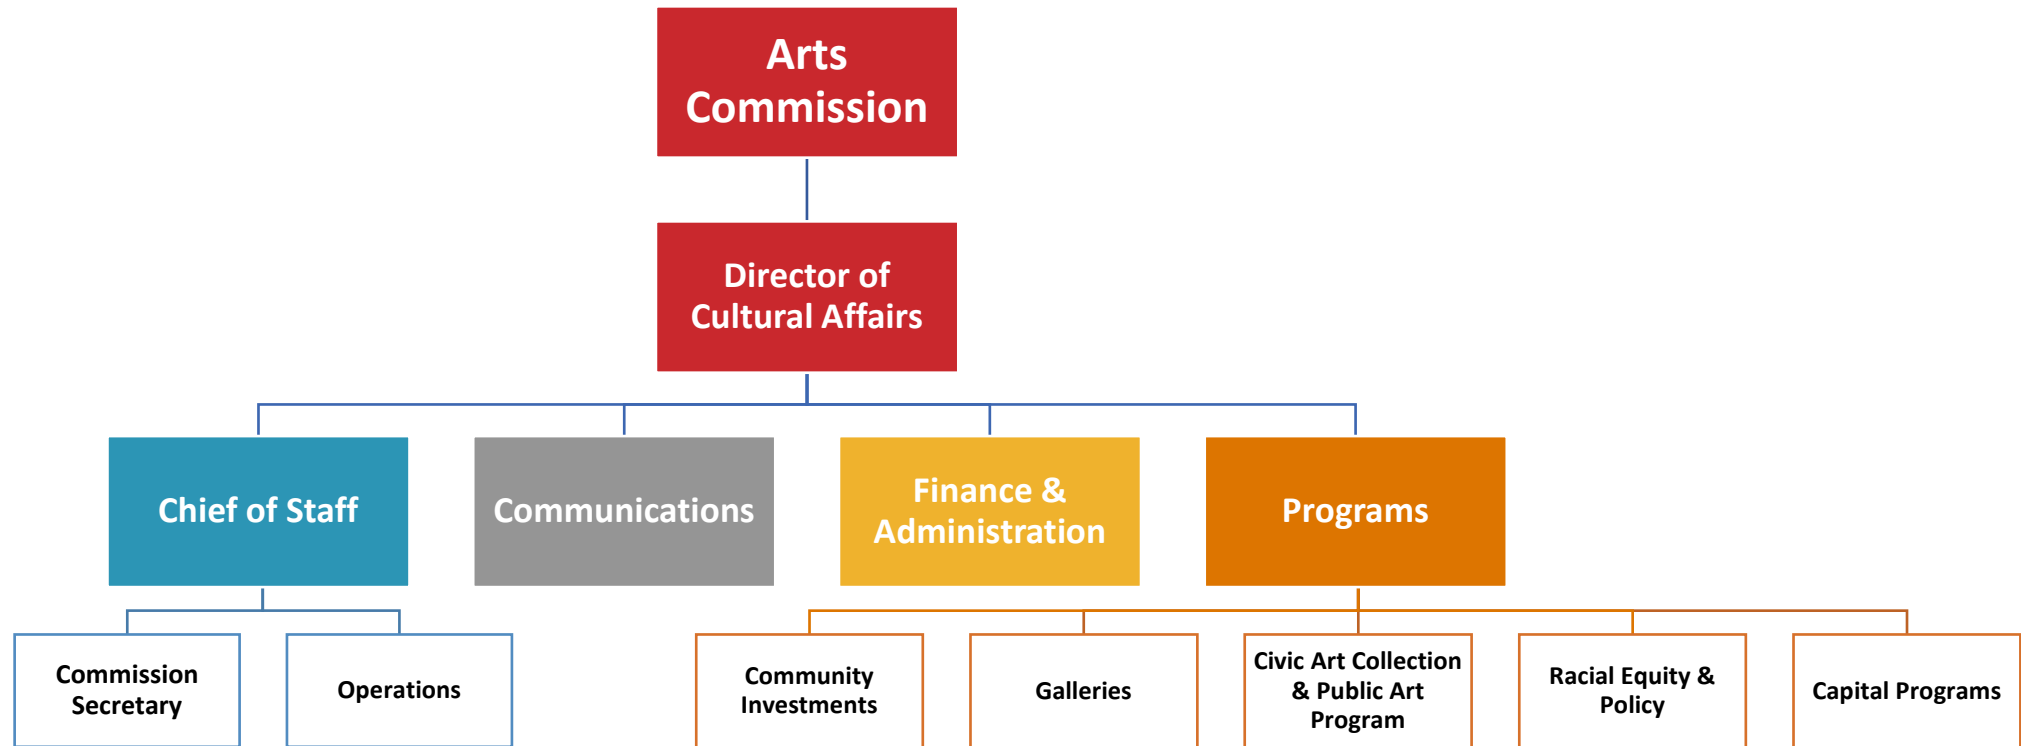 Arts
Commission
Director of
Cultural Affairs
Chief of Staff
Communications
Finance &
Administration
Programs
Commission
Secretary
Operations
Community
Investments
Galleries
Civic Art Collection
& Public Art
Program
Racial Equity &
Policy
Capital Programs